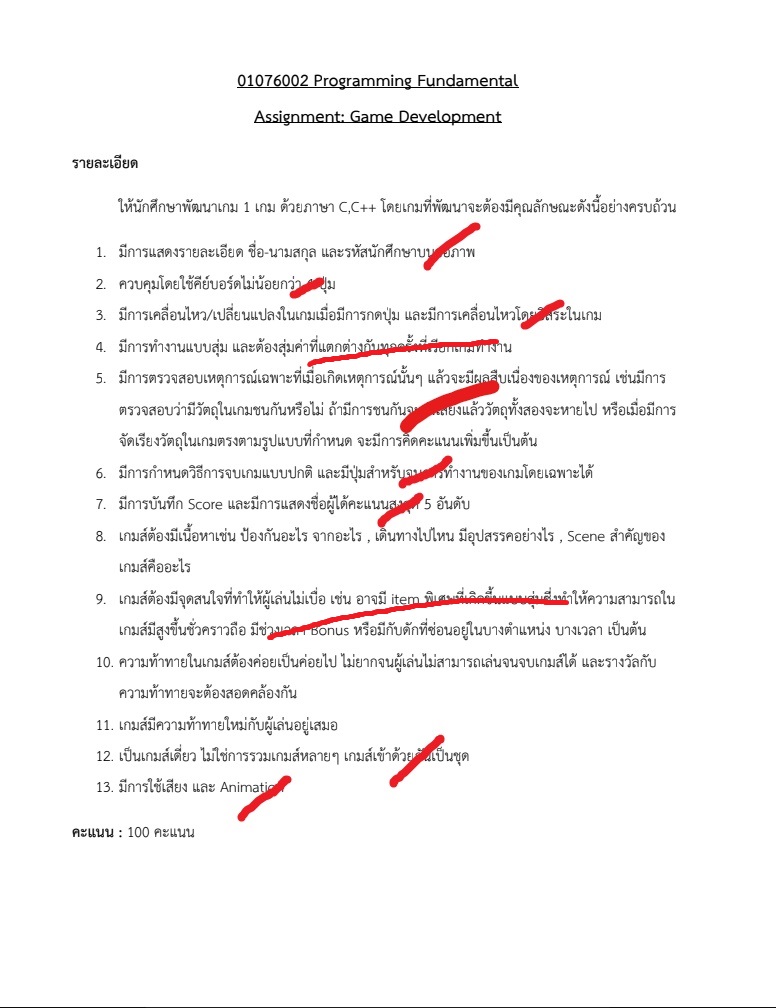 01076002 Programming Fundamental
Assignment: Game Development
รายละเอียด
ให้นักศึกษาพัฒนาเกม 1 เกม ด้วยภาษา C,C++ โดยเกมที่พัฒนาจะต้องมีคุณลักษณะดังนี้อย่างครบถ้วน
1. มีการแสดงรายละเอียด ชื่อ-นามสกุล และรหัสนักศึกษาบน
2. ควบคุมโดยใช้คีย์บอร์ดไม่น้อยกว่า ปุ่ม
3. มีการเคลื่อนไหว/เปลี่ยนแปลงในเกมเมื่อมีการกดปุ่ม และมีการเคลื่อนไหวโดยอิสระในเกม
4. มีการทำงานแบบสุ่ม และต้องสุ่มค่าที่แตกต่างกันทุกครั้งที่เรียกเกมทำงาน
5. มีการตรวจสอบเหตุการณ์เฉพาะที่เมื่อเกิดเหตุการณ์นั้นๆ แล้วจะมีผลสืบเนื่องของเหตุการณ์ เช่นมีการ
ตรวจสอบว่ามีวัตถุในเกมชนกันหรือไม่ ถ้ามีการชนกัน แล้ววัตถุทั้งสองจะหายไป หรือเมื่อมีการ
จัดเรียงวัตถุในเกมตรงตามรูปแบบที่กำหนด จะมีการคิดคะแนนเพิ่มขึ้นเป็นต้น
6. มีการกำหนดวิธีการจบเกมแบบปกติ และมีปุ่มสำหรับจบการทำงานของเกมโดยเฉพาะได้
7. มีการบันทึก Score และมีการแสดงชื่อผู้ได้คะแนนสูงสุด 5 อันดับ
8. เกมส์ต้องมีเนื้อหาเช่น ป้องกันอะไร จากอะไร , เดินทางไปไหน มีอุปสรรคอย่างไร , Scene สำคัญของ
เกมส์คืออะไร
9. เกมส์ต้องมีจุดสนใจที่ทำให้ผู้เล่นไม่เบื่อ เช่น อาจมี item พิเศษที่เกิดขึ้นแบบสุ่มซึ่งทำให้ความสามารถใน
เกมส์มีสูงขึ้นชั่วคราวถือ มีช่วงเวลา Bonus หรือมีกับดักที่ซ่อนอยู่ในบางตำแหน่ง บางเวลา เป็นต้น
10. ความท้าทายในเกมส์ต้องค่อยเป็นค่อยไป ไม่ยากจนผู้เล่นไม่สามารถเล่นจนจบเกมส์ได้ และรางวัลกับ
ความท้าทายจะต้องสอดคล้องกัน
11. เกมส์มีความท้าทายใหม่กับผู้เล่นอยู่เสมอ
12. เป็นเกมส์เดี่ยว ไม่ใช่การรวมเกมส์หลายๆ เกมส์เข้าด้วยกันเป็นชุด
13. มีการใช้เสียง และ Animation
คะแนน : 100 คะแนน